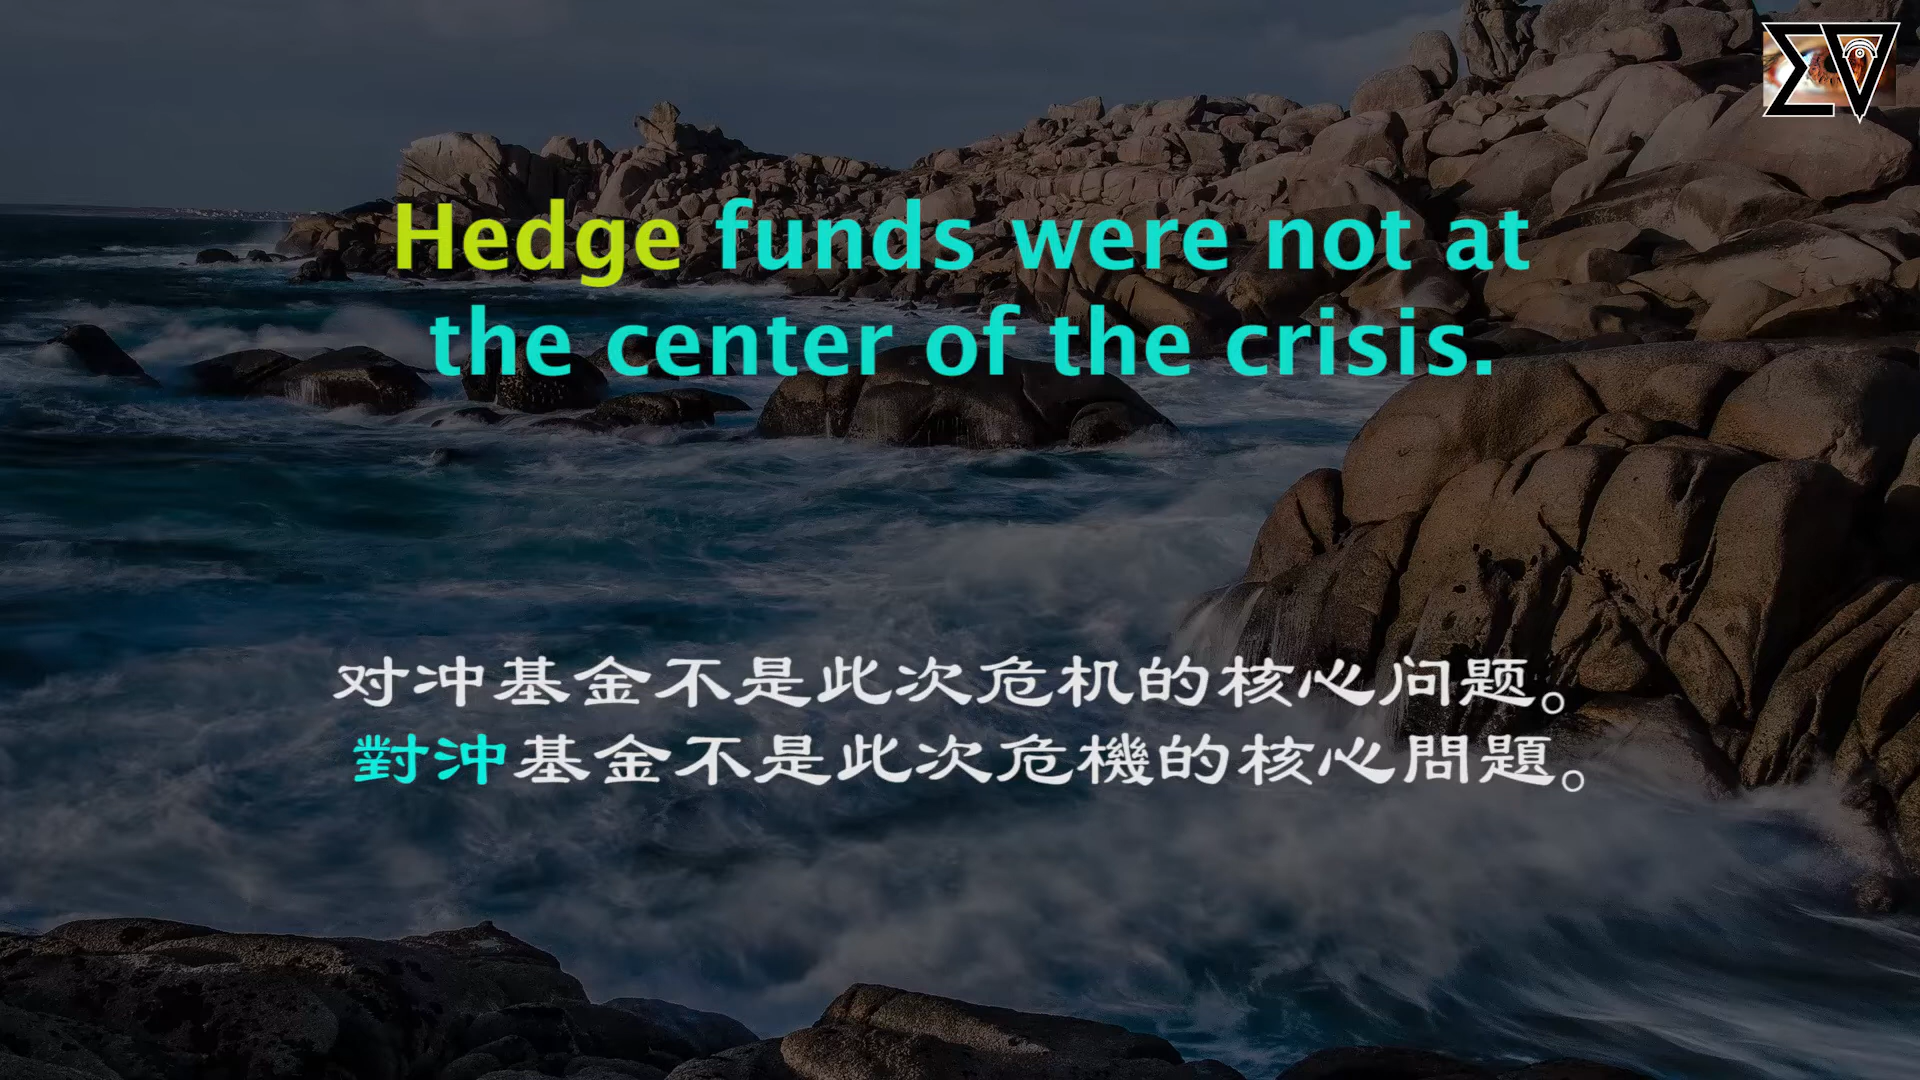 Hedge funds were not at
the center of the crisis.
对冲基金不是此次危机的核心问题。
對沖基金不是此次危機的核心問題。